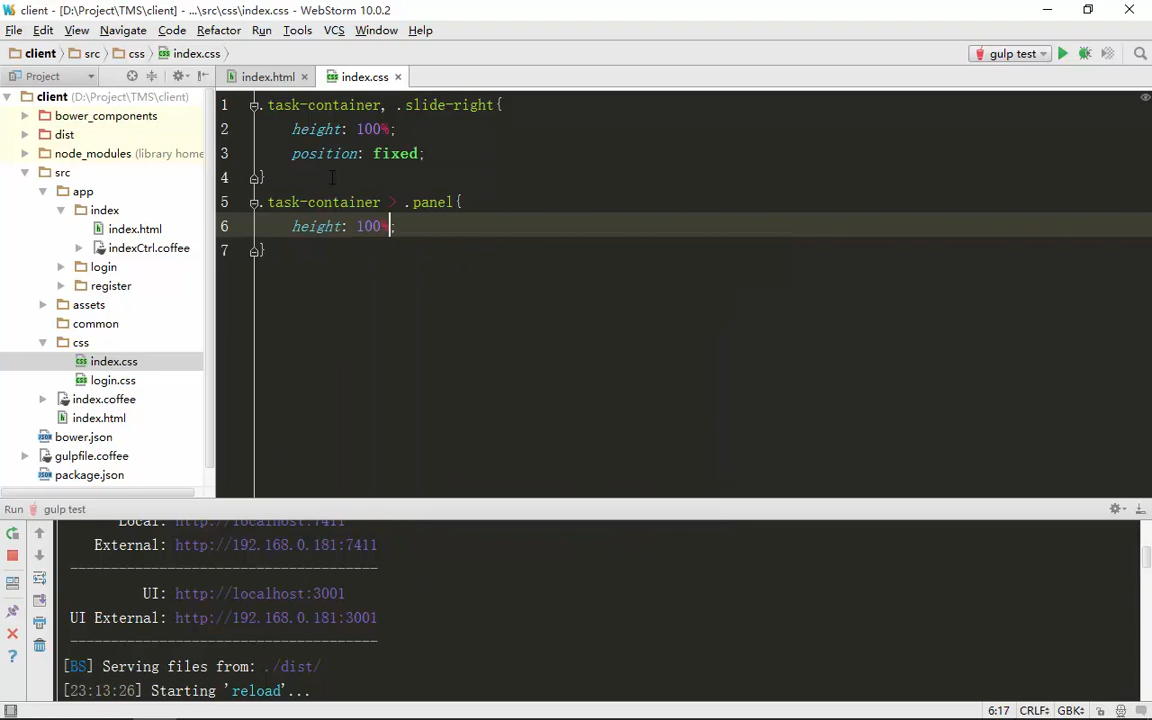 client - [D:\Project\TMS\client] - ...\src\css\index.css - WebStorm 10.0.2
File Edit View Navigate Code Refactor Run Tools VCS Window Help
client src css index.css gulp test
Project index.html index.css
client (D:\Project\TMS\client)
bower_components
dist
node_modules (library home
src
app
index
index.html
indexCtrl.coffee
login
register
assets
common
css
index.css
login.css
index.coffee
index.html
bower.json
gulpfile.coffee
package.json
1 .task-container, .slide-right{
2 height: 100%;
3 position: fixed;
4 }
5 .task-container > .panel{
6 height: 100%;
7 }
Run gulp test
Local: http://localhost:7411
External: http://192.168.0.181:7411
--------------------------------------
UI: http://localhost:3001
UI External: http://192.168.0.181:3001
--------------------------------------
[BS] Serving files from: ./dist/
[23:13:26] Starting 'reload'...
6:17 CRLF GBK